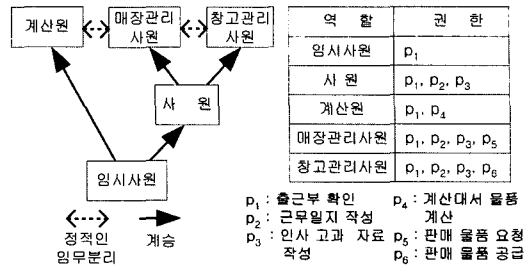 계산원
매장관리
사원
창고관리
사원
사 원
임시사원
정적인
임무분리
계승
역 할 권 한
임시사원 p₁
사 원 p₁, p₂, p₃
계산원 p₁, p₄
매장관리사원 p₁, p₂, p₃, p₅
창고관리사원 p₁, p₂, p₃, p₆
p₁ : 출근부 확인
p₂ : 근무일지 작성
p₃ : 인사 고과 자료
작성
p₄ : 계산대서 물품
계산
p₅ : 판매 물품 요청
p₆ : 판매 물품 공급